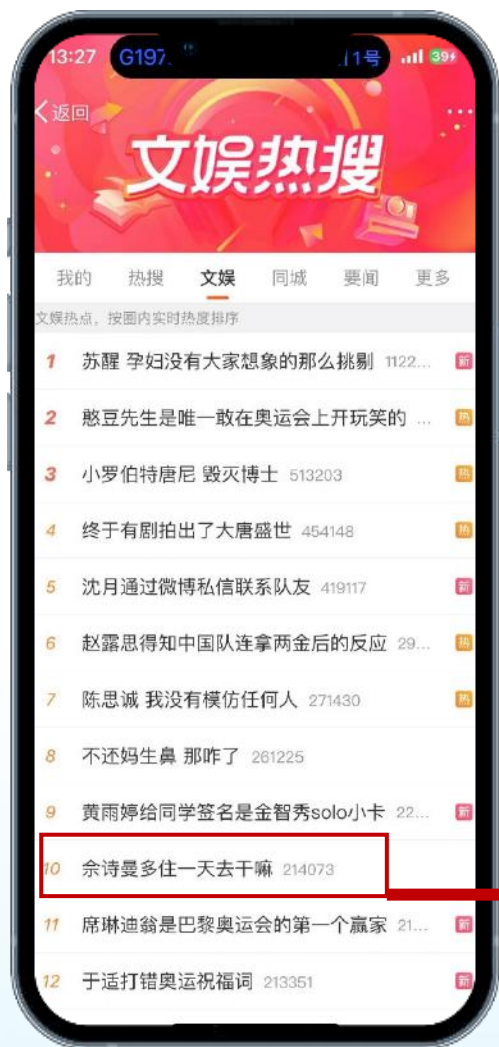 13:27 G197. 1号 39
返回
文娱热搜
我的 热搜 文娱 同城 要闻 更多
文娱热点，按圈内实时热度排序
1 苏醒 孕妇没有大家想象的那么挑剔 1122... 新
2 憨豆先生是唯一敢在奥运会上开玩笑的 ... 热
3 小罗伯特唐尼 毁灭博士 513203 热
4 终于有剧拍出了大唐盛世 454148 热
5 沈月通过微博私信联系队友 419117 新
6 赵露思得知中国队连拿两金后的反应 29... 热
7 陈思诚 我没有模仿任何人 271430 热
8 不还妈生鼻 那咋了 261225
9 黄雨婷给同学签名是金智秀solo小卡 22... 新
10 佘诗曼多住一天去干嘛 214073
11 席琳迪翁是巴黎奥运会的第一个赢家 21... 新
12 于适打错奥运祝福词 213351 新